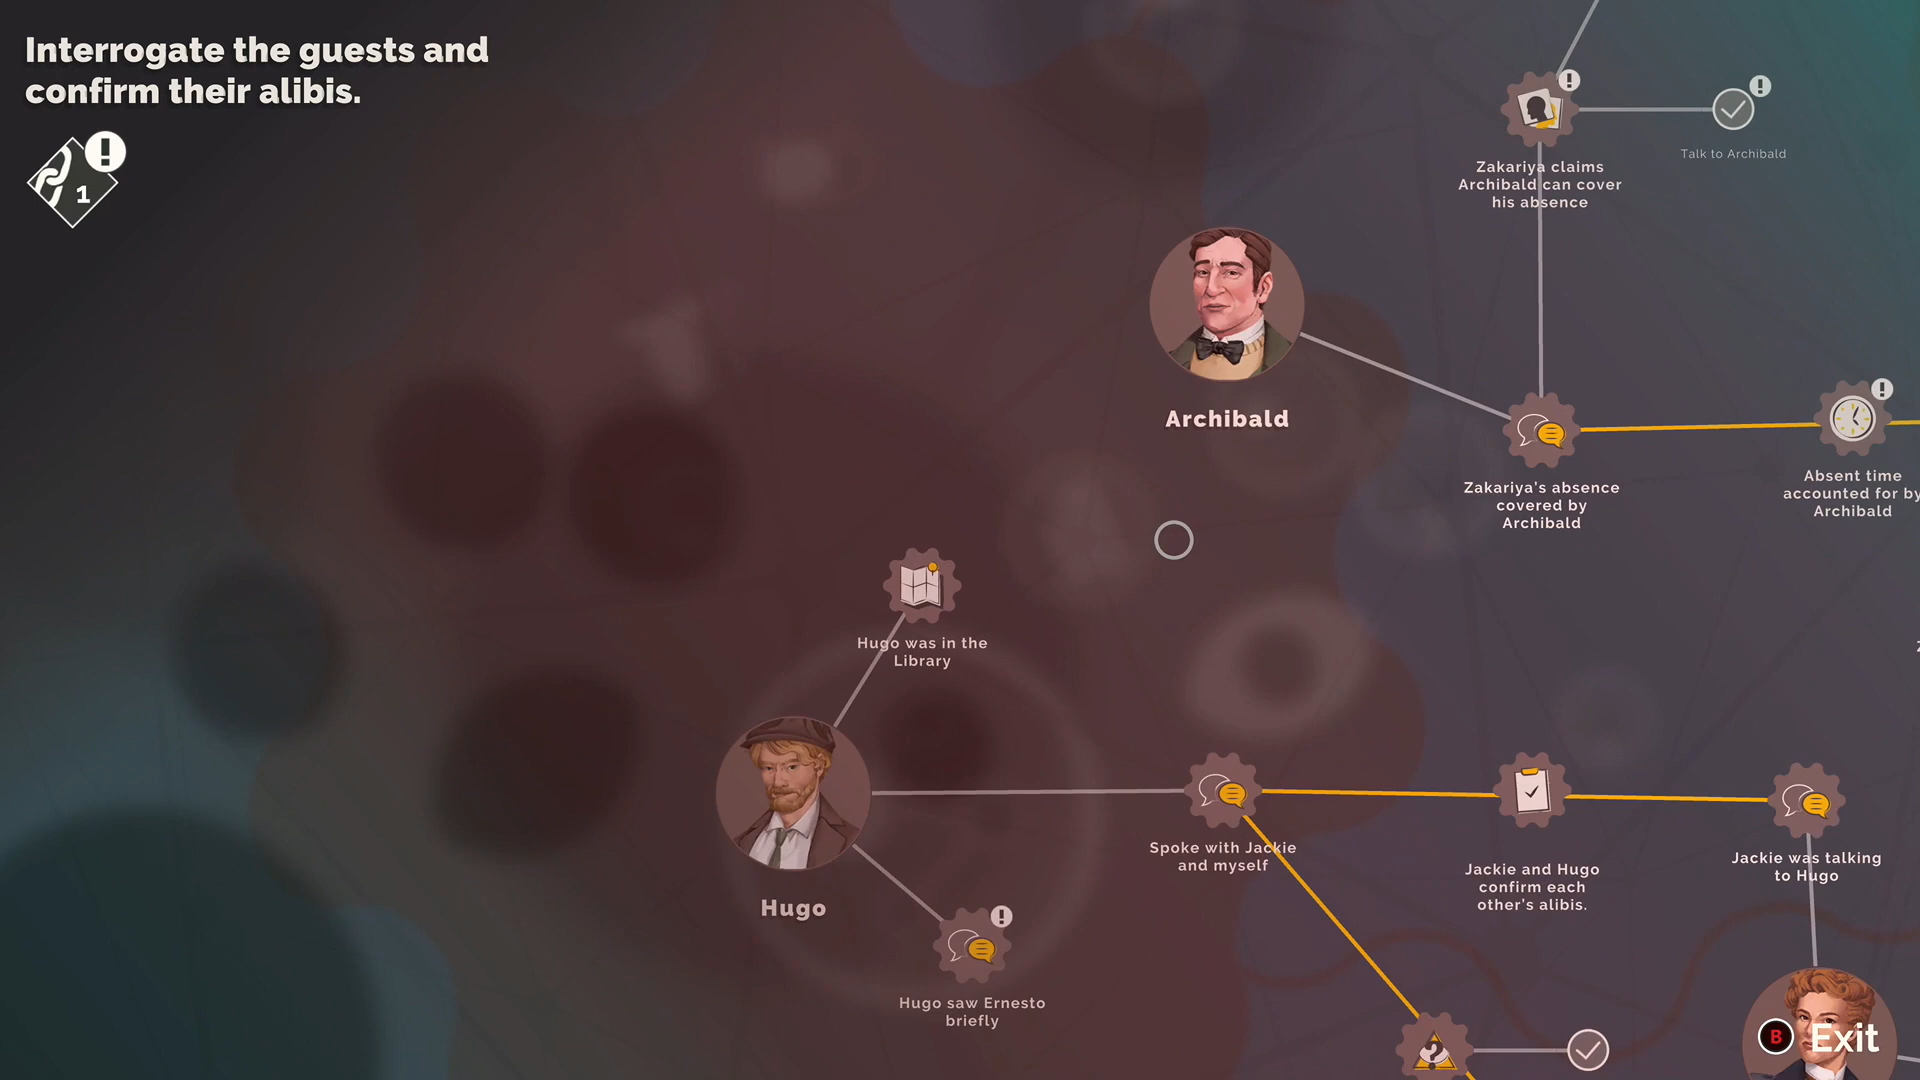 Interrogate the guests and
confirm their alibis.
1
Zakariya claims
Archibald can cover
his absence
Talk to Archibald
Archibald
Zakariya's absence
covered by
Archibald
Absent time
accounted for by
Archibald
Hugo was in the
Library
Hugo
Spoke with Jackie
and myself
Jackie and Hugo
confirm each
other's alibis.
Jackie was talking
to Hugo
Hugo saw Ernesto
briefly
B Exit